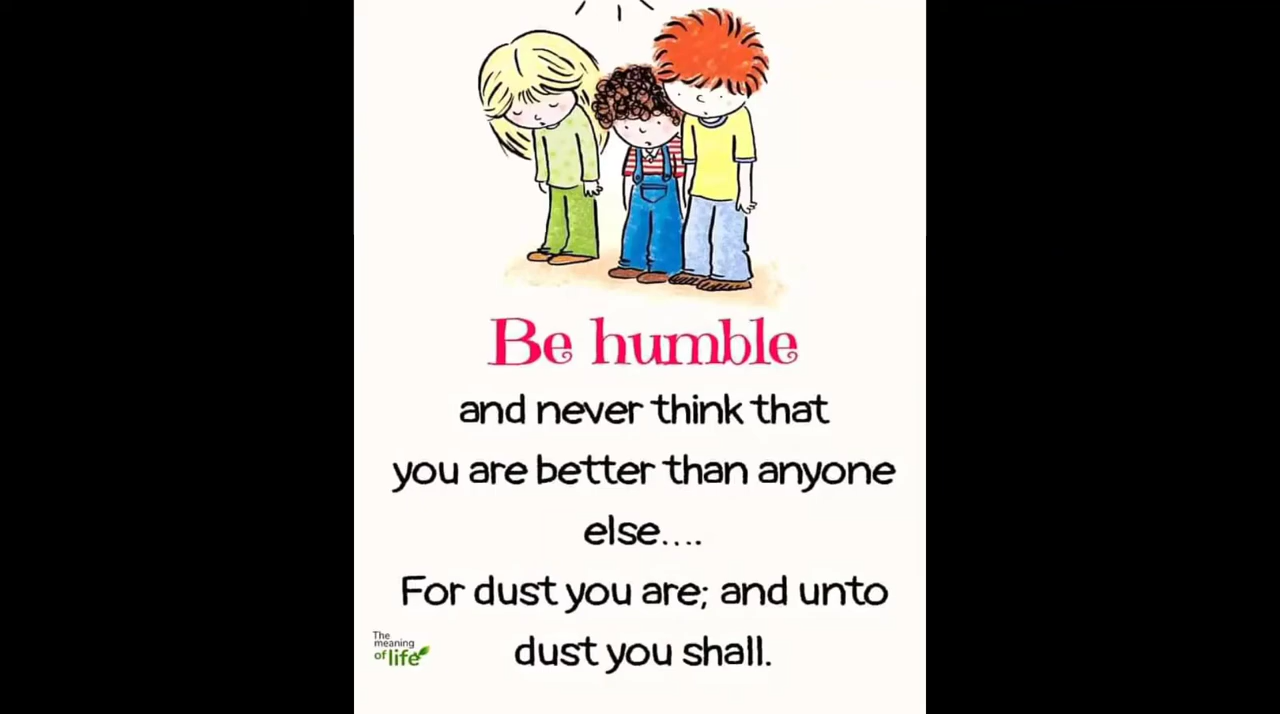 Be humble
and never think that
you are better than anyone
else....
For dust you are; and unto
dust you shall.
The
meaning
of life